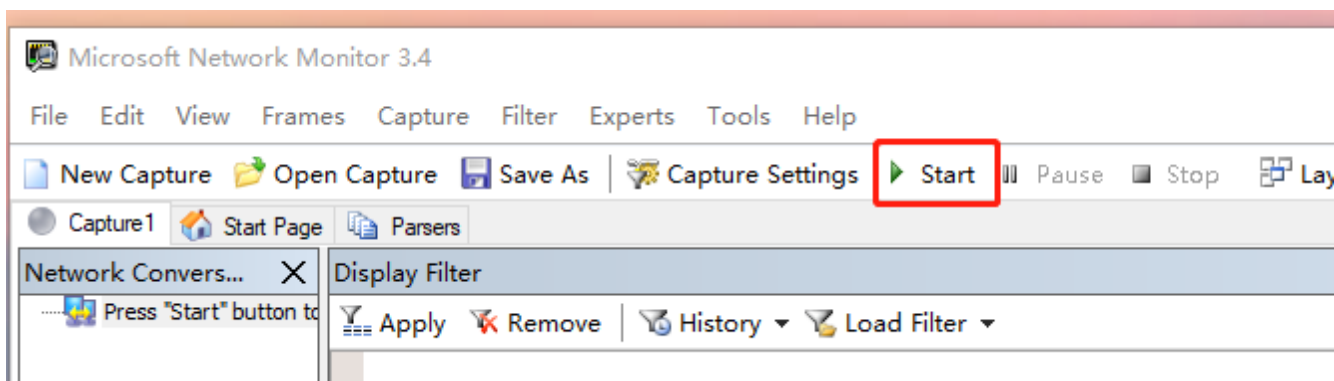 Microsoft Network Monitor 3.4
File Edit View Frames Capture Filter Experts Tools Help
New Capture Open Capture Save As Capture Settings Start Pause Stop Lay
Capture1 Start Page Parsers
Network Convers... Display Filter
Press "Start" button to Apply Remove History Load Filter